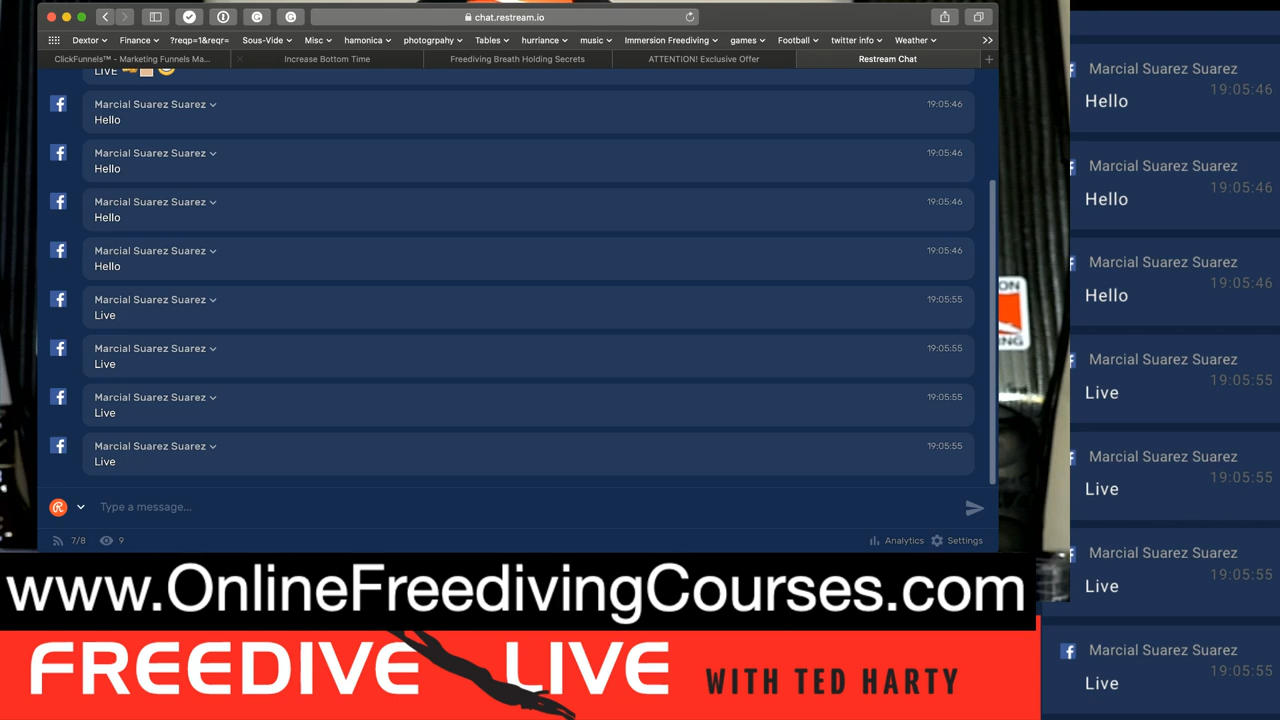 chat.restream.io
Dextor Finance ?reqp=1&reqr= Sous-Vide Misc hamonica photogrpahy Tables hurriance music Immersion Freediving games Football twitter info Weather
ClickFunnels™ - Marketing Funnels Ma... Increase Bottom Time Freediving Breath Holding Secrets ATTENTION! Exclusive Offer Restream Chat
LIVE
Marcial Suarez Suarez 19:05:46
Hello
Marcial Suarez Suarez 19:05:46
Hello
Marcial Suarez Suarez 19:05:46
Hello
Marcial Suarez Suarez 19:05:46
Hello
Marcial Suarez Suarez 19:05:55
Live
Marcial Suarez Suarez 19:05:55
Live
Marcial Suarez Suarez 19:05:55
Live
Marcial Suarez Suarez 19:05:55
Live
Type a message...
7/8 9 Analytics Settings
Marcial Suarez Suarez
19:05:46
Hello
Marcial Suarez Suarez
19:05:46
Hello
Marcial Suarez Suarez
19:05:46
Hello
Marcial Suarez Suarez
19:05:55
Live
Marcial Suarez Suarez
19:05:55
Live
Marcial Suarez Suarez
19:05:55
Live
Marcial Suarez Suarez
19:05:55
Live
www.OnlineFreedivingCourses.com
FREEDIVE LIVE WITH TED HARTY